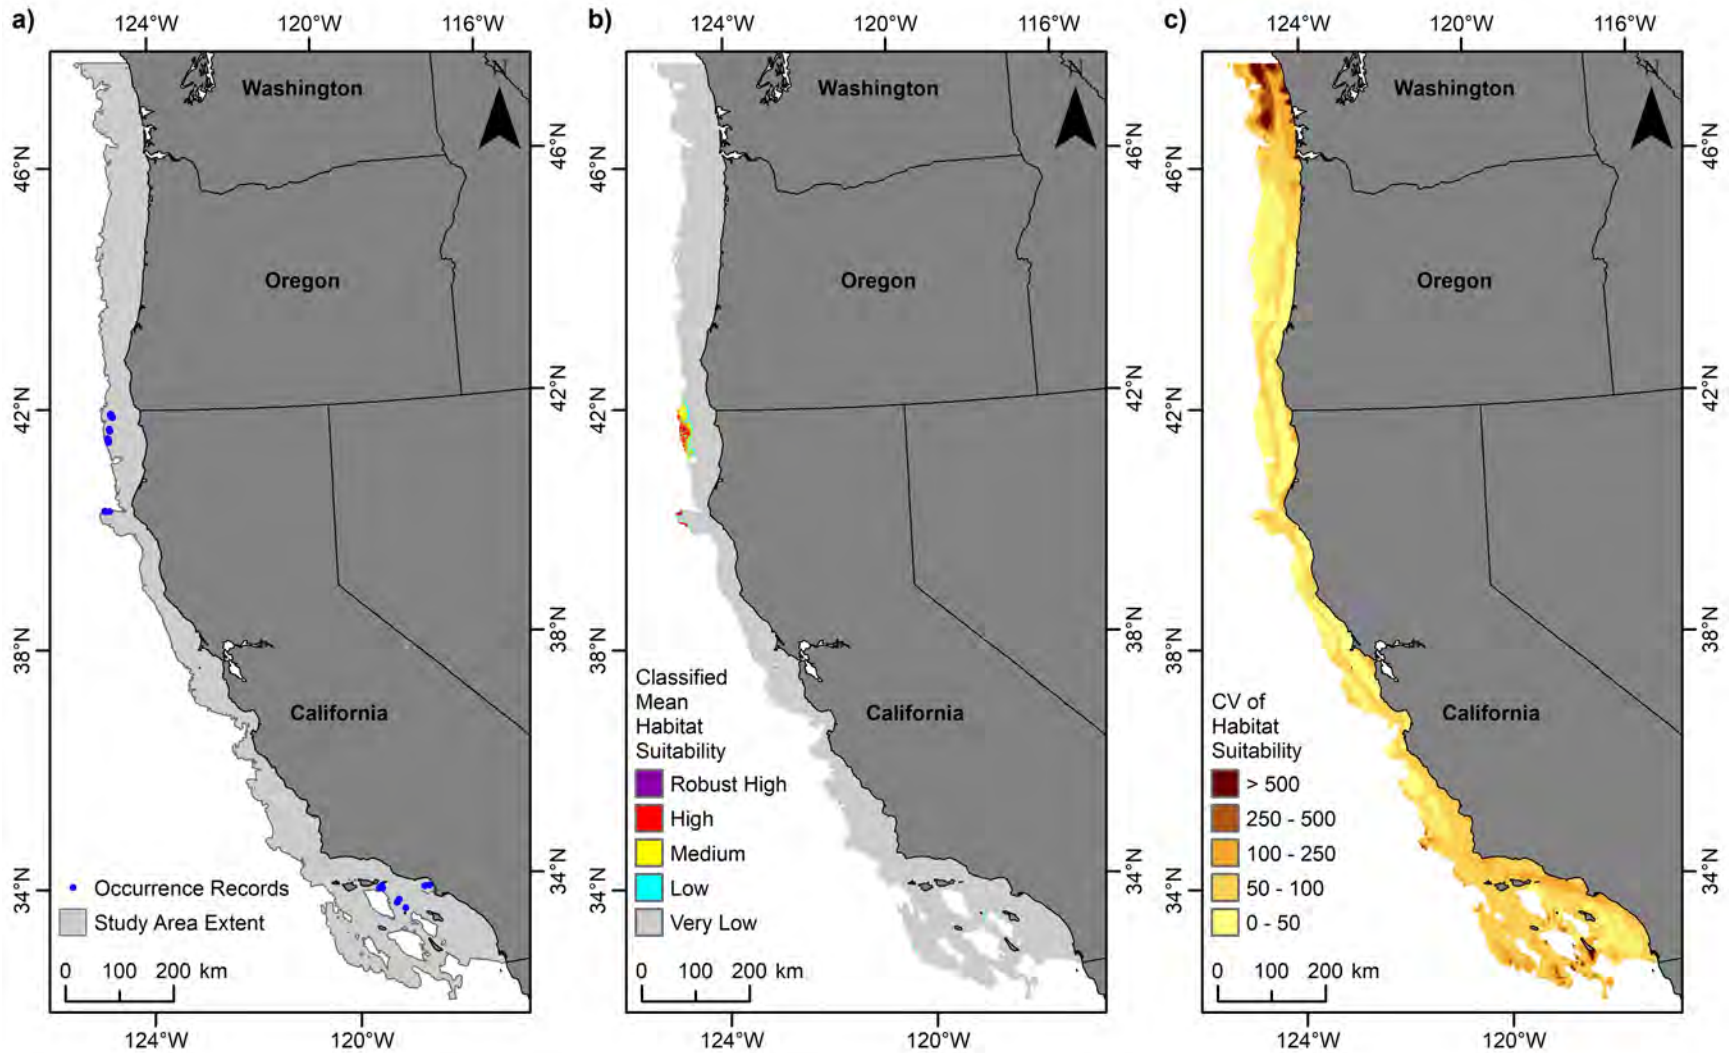 a)
124°W 120°W 116°W
Washington
46°N
46°N
Oregon
42°N
42°N
38°N
38°N
California
34°N
34°N
Occurrence Records
Study Area Extent
0 100 200 km
124°W 120°W
b)
124°W 120°W 116°W
Washington
46°N
46°N
Oregon
42°N
42°N
38°N
38°N
Classified
Mean
Habitat
Suitability
California
Robust High
High
Medium
Low
Very Low
34°N
34°N
0 100 200 km
124°W 120°W
c)
124°W 120°W 116°W
Washington
46°N
46°N
Oregon
42°N
42°N
38°N
38°N
CV of
Habitat
Suitability
California
> 500
250 - 500
100 - 250
50 - 100
0 - 50
34°N
34°N
0 100 200 km
124°W 120°W